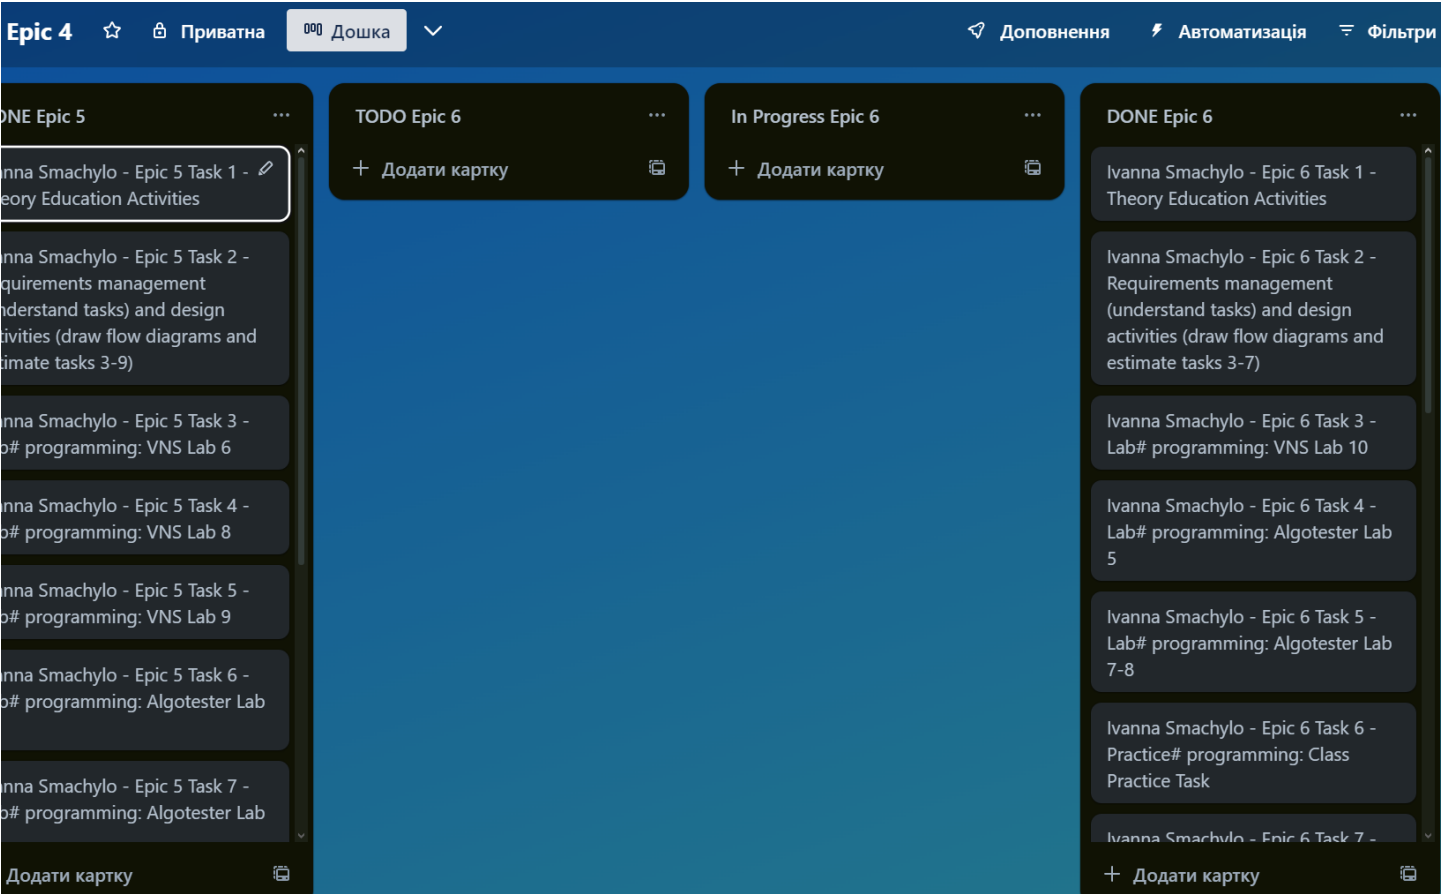 Epic 4
Приватна
Дошка
Доповнення
Автоматизація
Фільтри
ONE Epic 5
nna Smachylo - Epic 5 Task 1 -
eory Education Activities
nna Smachylo - Epic 5 Task 2 -
quirements management
nderstand tasks) and design
tivities (draw flow diagrams and
timate tasks 3-9)
nna Smachylo - Epic 5 Task 3 -
b# programming: VNS Lab 6
nna Smachylo - Epic 5 Task 4 -
b# programming: VNS Lab 8
nna Smachylo - Epic 5 Task 5 -
b# programming: VNS Lab 9
nna Smachylo - Epic 5 Task 6 -
b# programming: Algotester Lab
nna Smachylo - Epic 5 Task 7 -
b# programming: Algotester Lab
Додати картку
TODO Epic 6
+ Додати картку
In Progress Epic 6
+ Додати картку
DONE Epic 6
Ivanna Smachylo - Epic 6 Task 1 -
Theory Education Activities
Ivanna Smachylo - Epic 6 Task 2 -
Requirements management
(understand tasks) and design
activities (draw flow diagrams and
estimate tasks 3-7)
Ivanna Smachylo - Epic 6 Task 3 -
Lab# programming: VNS Lab 10
Ivanna Smachylo - Epic 6 Task 4 -
Lab# programming: Algotester Lab
5
Ivanna Smachylo - Epic 6 Task 5 -
Lab# programming: Algotester Lab
7-8
Ivanna Smachylo - Epic 6 Task 6 -
Practice# programming: Class
Practice Task
Ivanna Smachylo - Epic 6 Task 7 -
+ Додати картку